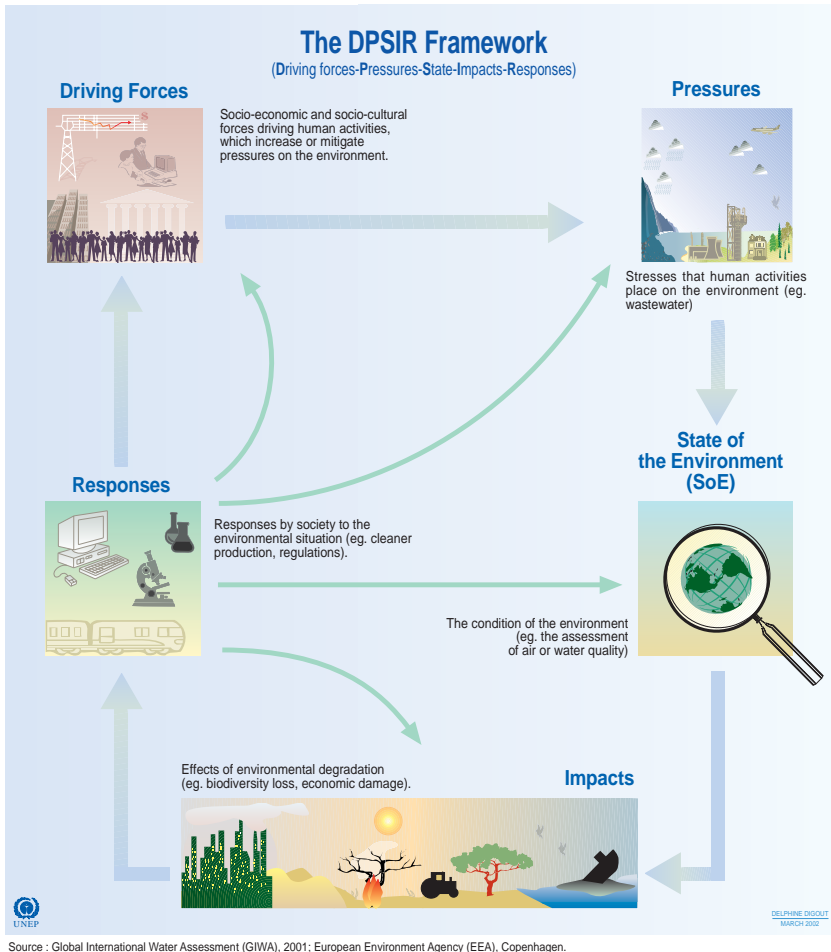 The DPSIR Framework
(Driving forces-Pressures-State-Impacts-Responses)
Driving Forces
Socio-economic and socio-cultural
forces driving human activities,
which increase or mitigate
pressures on the environment.
$
Pressures
Stresses that human activities
place on the environment (eg.
wastewater)
State of
the Environment
(SoE)
Responses
Responses by society to the
environmental situation (eg. cleaner
production, regulations).
The condition of the environment
(eg. the assessment
of air or water quality)
Effects of environmental degradation
(eg. biodiversity loss, economic damage).
Impacts
UNEP
DELPHINE DIGOUT
MARCH 2002
Source : Global International Water Assessment (GIWA), 2001; European Environment Agency (EEA), Copenhagen.